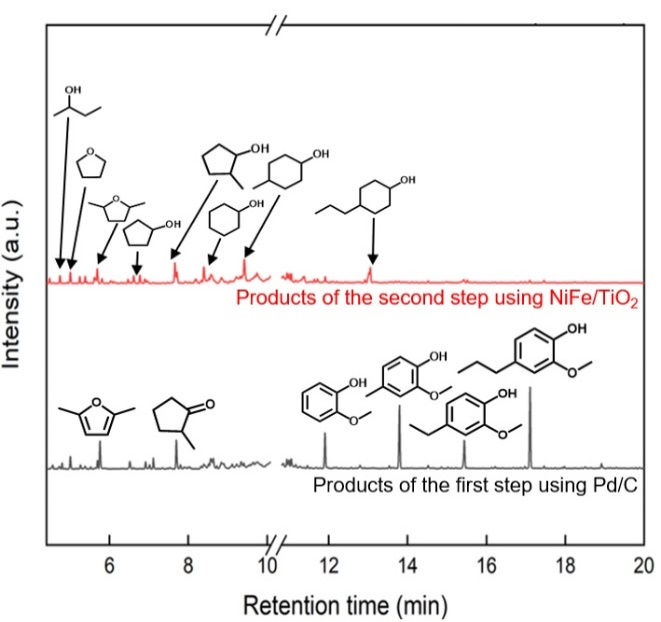 //
OH
O
O
OH
OH
OH
OH
OH
Products of the second step using NiFe/TiO2
Intensity (a.u.)
O
O
OH
O
OH
O
OH
O
OH
O
Products of the first step using Pd/C
//
6 8 10 12 14 16 18 20
Retention time (min)